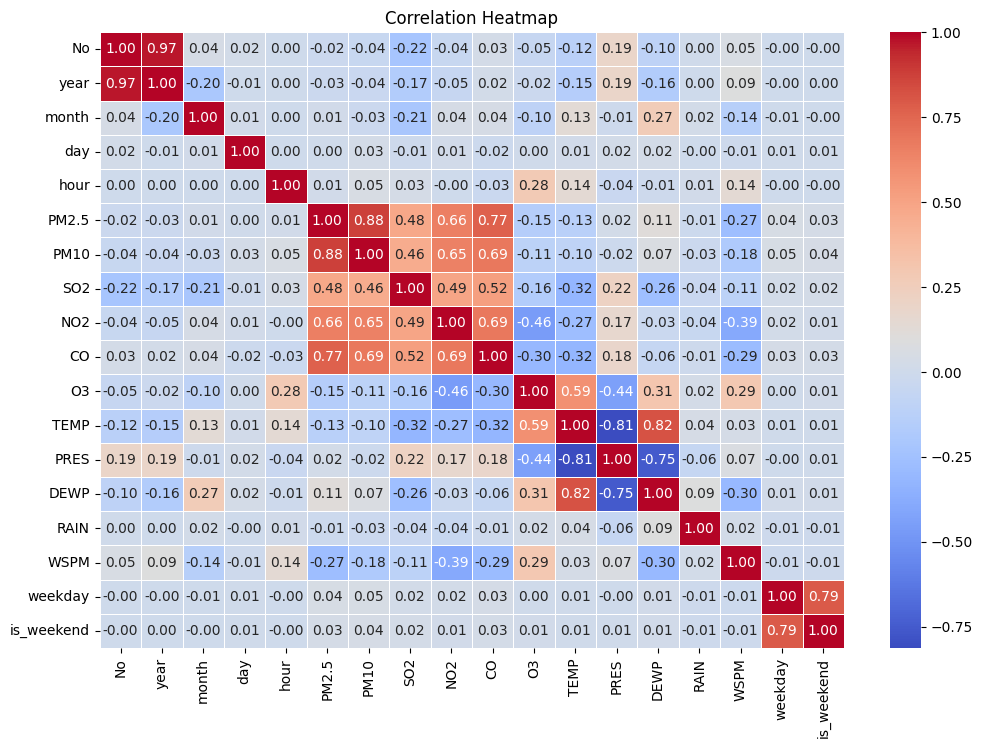 Correlation Heatmap
No 1.00 0.97 0.04 0.02 0.00 -0.02 -0.04 -0.22 -0.04 0.03 -0.05 -0.12 0.19 -0.10 0.00 0.05 -0.00 -0.00
year 0.97 1.00 -0.20 -0.01 0.00 -0.03 -0.04 -0.17 -0.05 0.02 -0.02 -0.15 0.19 -0.16 0.00 0.09 -0.00 0.00
month 0.04 -0.20 1.00 0.01 0.00 0.01 -0.03 -0.21 0.04 0.04 -0.10 0.13 -0.01 0.27 0.02 -0.14 -0.01 -0.00
day 0.02 -0.01 0.01 1.00 0.00 0.00 0.03 -0.01 0.01 -0.02 0.00 0.01 0.02 0.02 -0.00 -0.01 0.01 0.01
hour 0.00 0.00 0.00 0.00 1.00 0.01 0.05 0.03 -0.00 -0.03 0.28 0.14 -0.04 -0.01 0.01 0.14 -0.00 -0.00
PM2.5 -0.02 -0.03 0.01 0.00 0.01 1.00 0.88 0.48 0.66 0.77 -0.15 -0.13 0.02 0.11 -0.01 -0.27 0.04 0.03
PM10 -0.04 -0.04 -0.03 0.03 0.05 0.88 1.00 0.46 0.65 0.69 -0.11 -0.10 -0.02 0.07 -0.03 -0.18 0.05 0.04
SO2 -0.22 -0.17 -0.21 -0.01 0.03 0.48 0.46 1.00 0.49 0.52 -0.16 -0.32 0.22 -0.26 -0.04 -0.11 0.02 0.02
NO2 -0.04 -0.05 0.04 0.01 -0.00 0.66 0.65 0.49 1.00 0.69 -0.46 -0.27 0.17 -0.03 -0.04 -0.39 0.02 0.01
CO 0.03 0.02 0.04 -0.02 -0.03 0.77 0.69 0.52 0.69 1.00 -0.30 -0.32 0.18 -0.06 -0.01 -0.29 0.03 0.03
O3 -0.05 -0.02 -0.10 0.00 0.28 -0.15 -0.11 -0.16 -0.46 -0.30 1.00 0.59 -0.44 0.31 0.02 0.29 -0.00 0.01
TEMP -0.12 -0.15 0.13 0.01 0.14 -0.13 -0.10 -0.32 -0.27 -0.32 0.59 1.00 -0.81 0.82 0.04 0.03 0.01 0.01
PRES 0.19 0.19 -0.01 0.02 -0.04 0.02 -0.02 0.22 0.17 0.18 -0.44 -0.81 1.00 -0.75 -0.06 0.07 -0.00 0.01
DEWP -0.10 -0.16 0.27 0.02 -0.01 0.11 0.07 -0.26 -0.03 -0.06 0.31 0.82 -0.75 1.00 0.09 -0.30 0.01 0.01
RAIN 0.00 0.00 0.02 -0.00 0.01 -0.01 -0.03 -0.04 -0.04 -0.01 0.02 0.04 -0.06 0.09 1.00 0.02 -0.01 -0.01
WSPM 0.05 0.09 -0.14 -0.01 0.14 -0.27 -0.18 -0.11 -0.39 -0.29 0.29 0.03 0.07 -0.30 0.02 1.00 -0.01 -0.01
weekday -0.00 -0.00 -0.01 0.01 -0.00 0.04 0.05 0.02 0.02 0.03 -0.00 0.01 -0.00 0.01 -0.01 -0.01 1.00 0.79
is_weekend -0.00 0.00 -0.00 0.01 -0.00 0.03 0.04 0.02 0.01 0.03 0.01 0.01 0.01 0.01 -0.01 -0.01 0.79 1.00
No year month day hour PM2.5 PM10 SO2 NO2 CO O3 TEMP PRES DEWP RAIN WSPM weekday is_weekend
1.00
0.75
0.50
0.25
0.00
-0.25
-0.50
-0.75